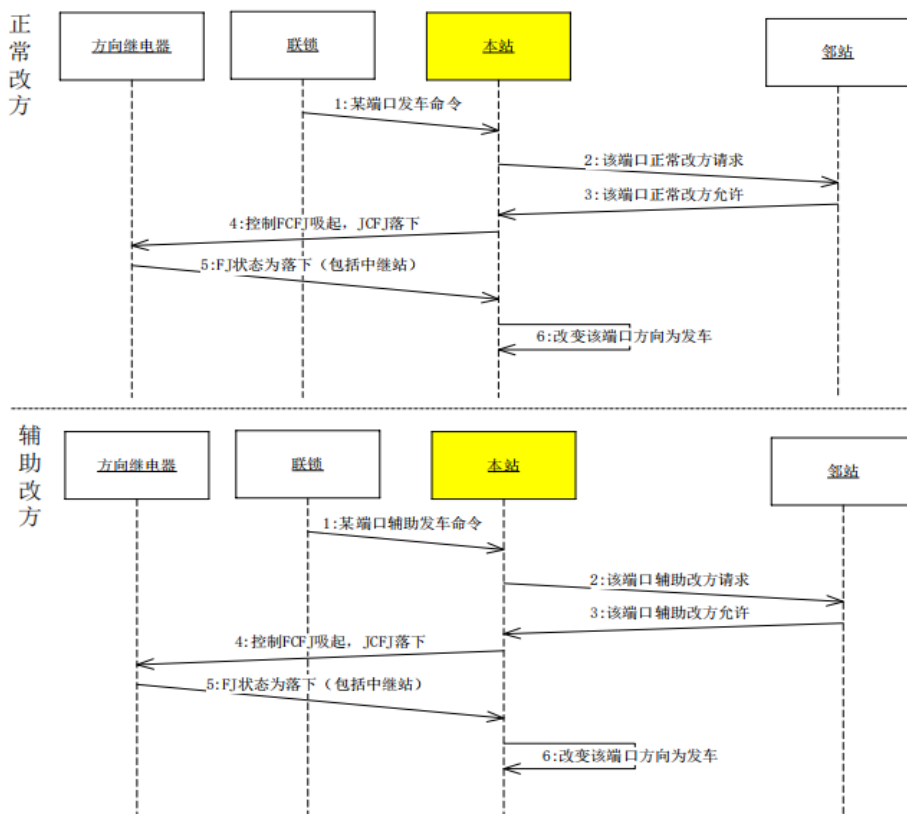 正常改方
方向继电器
联锁
本站
邻站
1:某端口发车命令
2:该端口正常改方请求
3:该端口正常改方允许
4:控制FCFJ吸起，JCFJ落下
5:FJ状态为落下（包括中继站）
6:改变该端口方向为发车
辅助改方
方向继电器
联锁
本站
邻站
1:某端口辅助发车命令
2:该端口辅助改方请求
3:该端口辅助改方允许
4:控制FCFJ吸起，JCFJ落下
5:FJ状态为落下（包括中继站）
6:改变该端口方向为发车